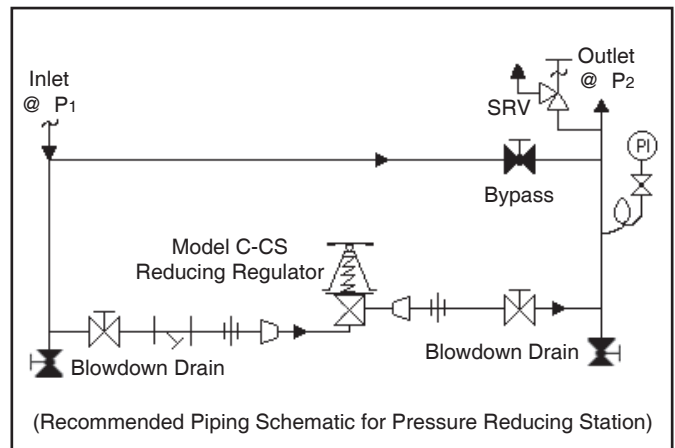 Inlet
@ P1
Outlet
@ P2
SRV
PI
Bypass
Model C-CS
Reducing Regulator
Blowdown Drain
Blowdown Drain
(Recommended Piping Schematic for Pressure Reducing Station)